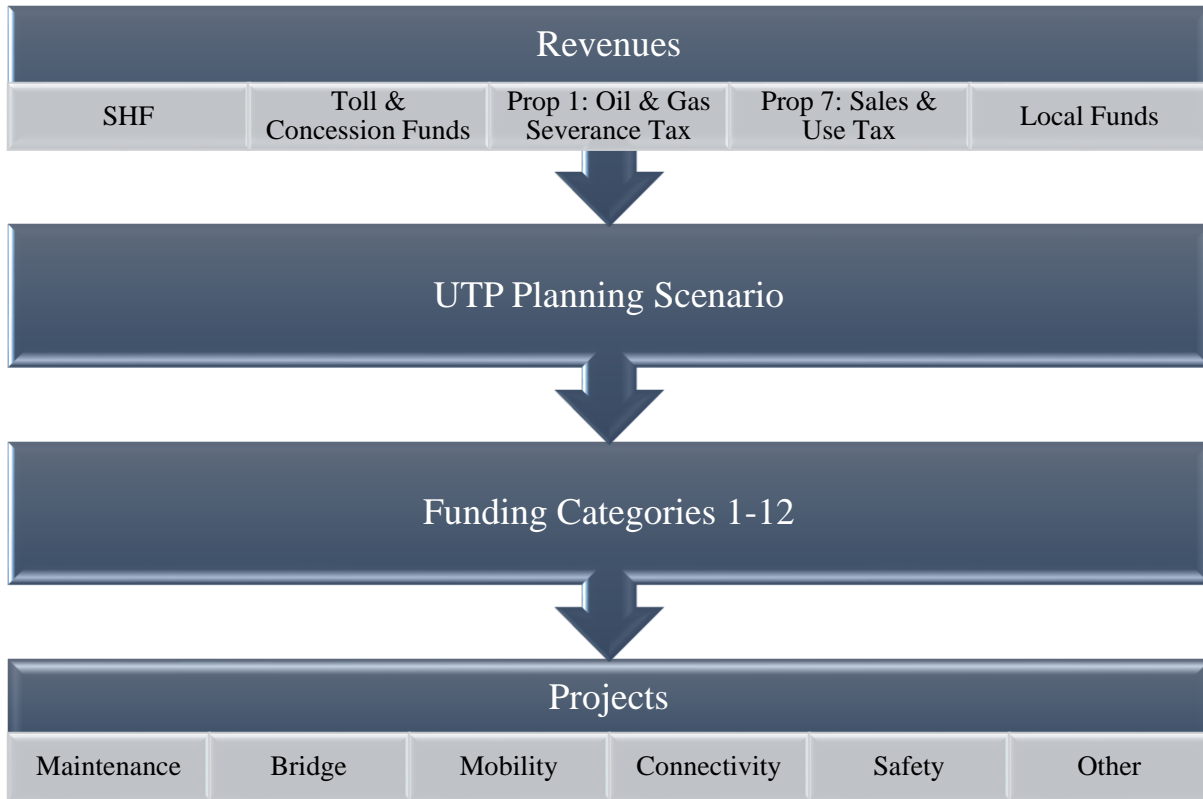 Revenues
SHF
Toll &
Concession Funds
Prop 1: Oil & Gas
Severance Tax
Prop 7: Sales &
Use Tax
Local Funds
UTP Planning Scenario
Funding Categories 1-12
Projects
Maintenance
Bridge
Mobility
Connectivity
Safety
Other